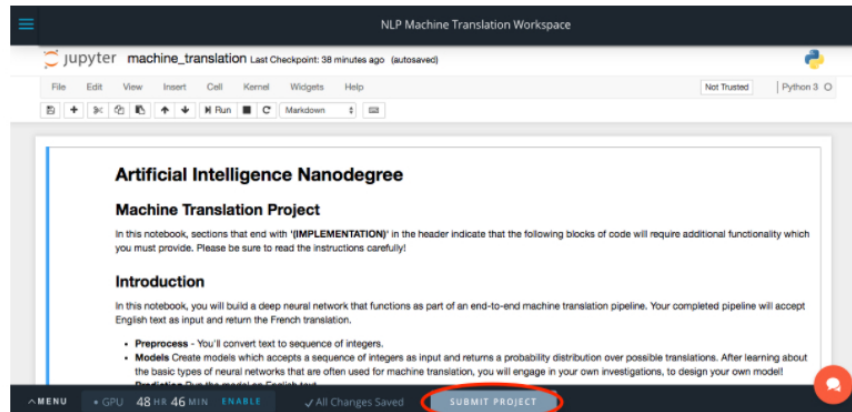 NLP Machine Translation Workspace
jupyter machine_translation Last Checkpoint: 38 minutes ago (autosaved)
File Edit View Insert Cell Kernel Widgets Help Not Trusted Python 3
Run Markdown
Artificial Intelligence Nanodegree
Machine Translation Project
In this notebook, sections that end with '(IMPLEMENTATION)' in the header indicate that the following blocks of code will require additional functionality which
you must provide. Please be sure to read the instructions carefully!
Introduction
In this notebook, you will build a deep neural network that functions as part of an end-to-end machine translation pipeline. Your completed pipeline will accept
English text as input and return the French translation.
• Preprocess - You'll convert text to sequence of integers.
• Models Create models which accepts a sequence of integers as input and returns a probability distribution over possible translations. After learning about
the basic types of neural networks that are often used for machine translation, you will engage in your own investigations, to design your own model!
• Prediction Run the model on English text.
MENU • GPU 48 HR 46 MIN ENABLE ✓ All Changes Saved SUBMIT PROJECT